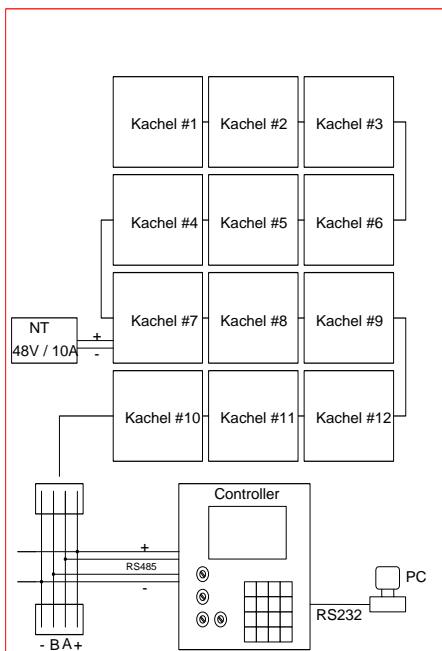 Kachel #1 Kachel #2 Kachel #3
Kachel #4 Kachel #5 Kachel #6
NT
48V / 10A
+
-
Kachel #7 Kachel #8 Kachel #9
Kachel #10 Kachel #11 Kachel #12
Controller
+
RS485
-
PC
RS232
- B A +